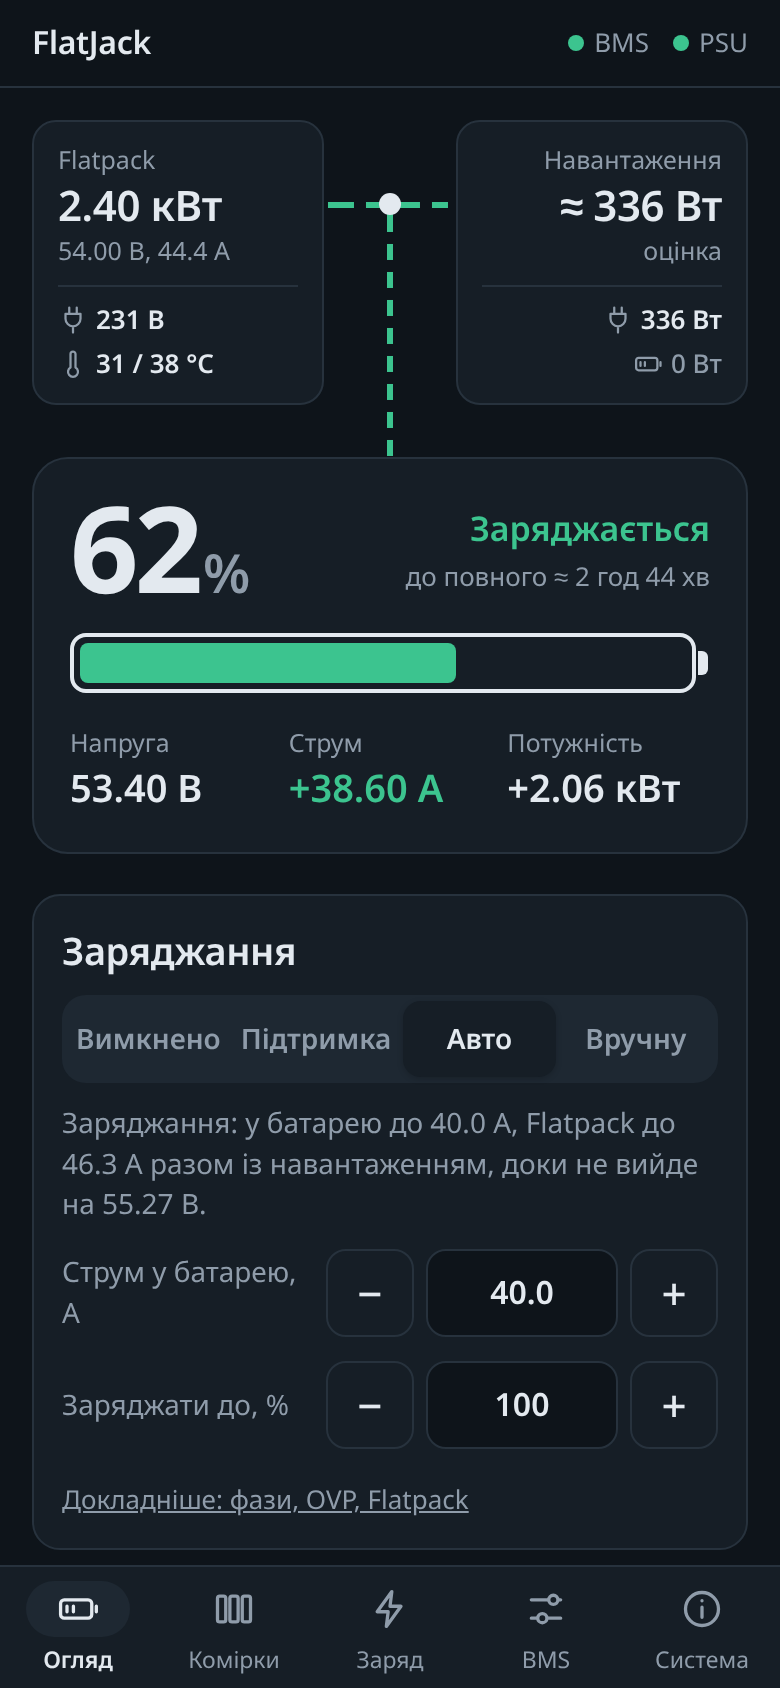 FlatJack
BMS
PSU
Flatpack
2.40 кВт
54.00 В, 44.4 А
231 В
31 / 38 °C
Навантаження
≈ 336 Вт
оцінка
336 Вт
0 Вт
62%
Заряджається
до повного ≈ 2 год 44 хв
Напруга
53.40 В
Струм
+38.60 А
Потужність
+2.06 кВт
Заряджання
Вимкнено
Підтримка
Авто
Вручну
Заряджання: у батарею до 40.0 А, Flatpack до
46.3 А разом із навантаженням, доки не вийде
на 55.27 В.
Струм у батарею,
А
−
40.0
+
Заряджати до, %
−
100
+
Докладніше: фази, OVP, Flatpack
Огляд
Комірки
Заряд
BMS
Система